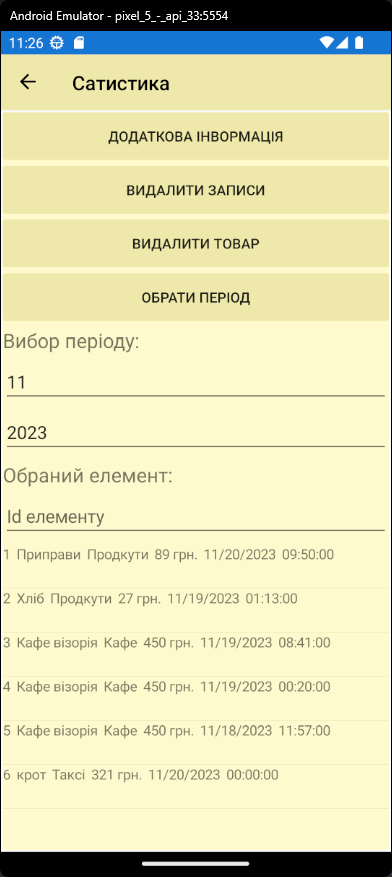 Android Emulator - pixel_5_-_api_33:5554
11:26
Сатистика
ДОДАТКОВА ІНВОРМАЦІЯ
ВИДАЛИТИ ЗАПИСИ
ВИДАЛИТИ ТОВАР
ОБРАТИ ПЕРІОД
Вибор періоду:
11
2023
Обраний елемент:
Id елементу
1 Приправи Продкути 89 грн. 11/20/2023 09:50:00
2 Хліб Продкути 27 грн. 11/19/2023 01:13:00
3 Кафе візорія Кафе 450 грн. 11/19/2023 08:41:00
4 Кафе візорія Кафе 450 грн. 11/19/2023 00:20:00
5 Кафе візорія Кафе 450 грн. 11/18/2023 11:57:00
6 крот Таксі 321 грн. 11/20/2023 00:00:00